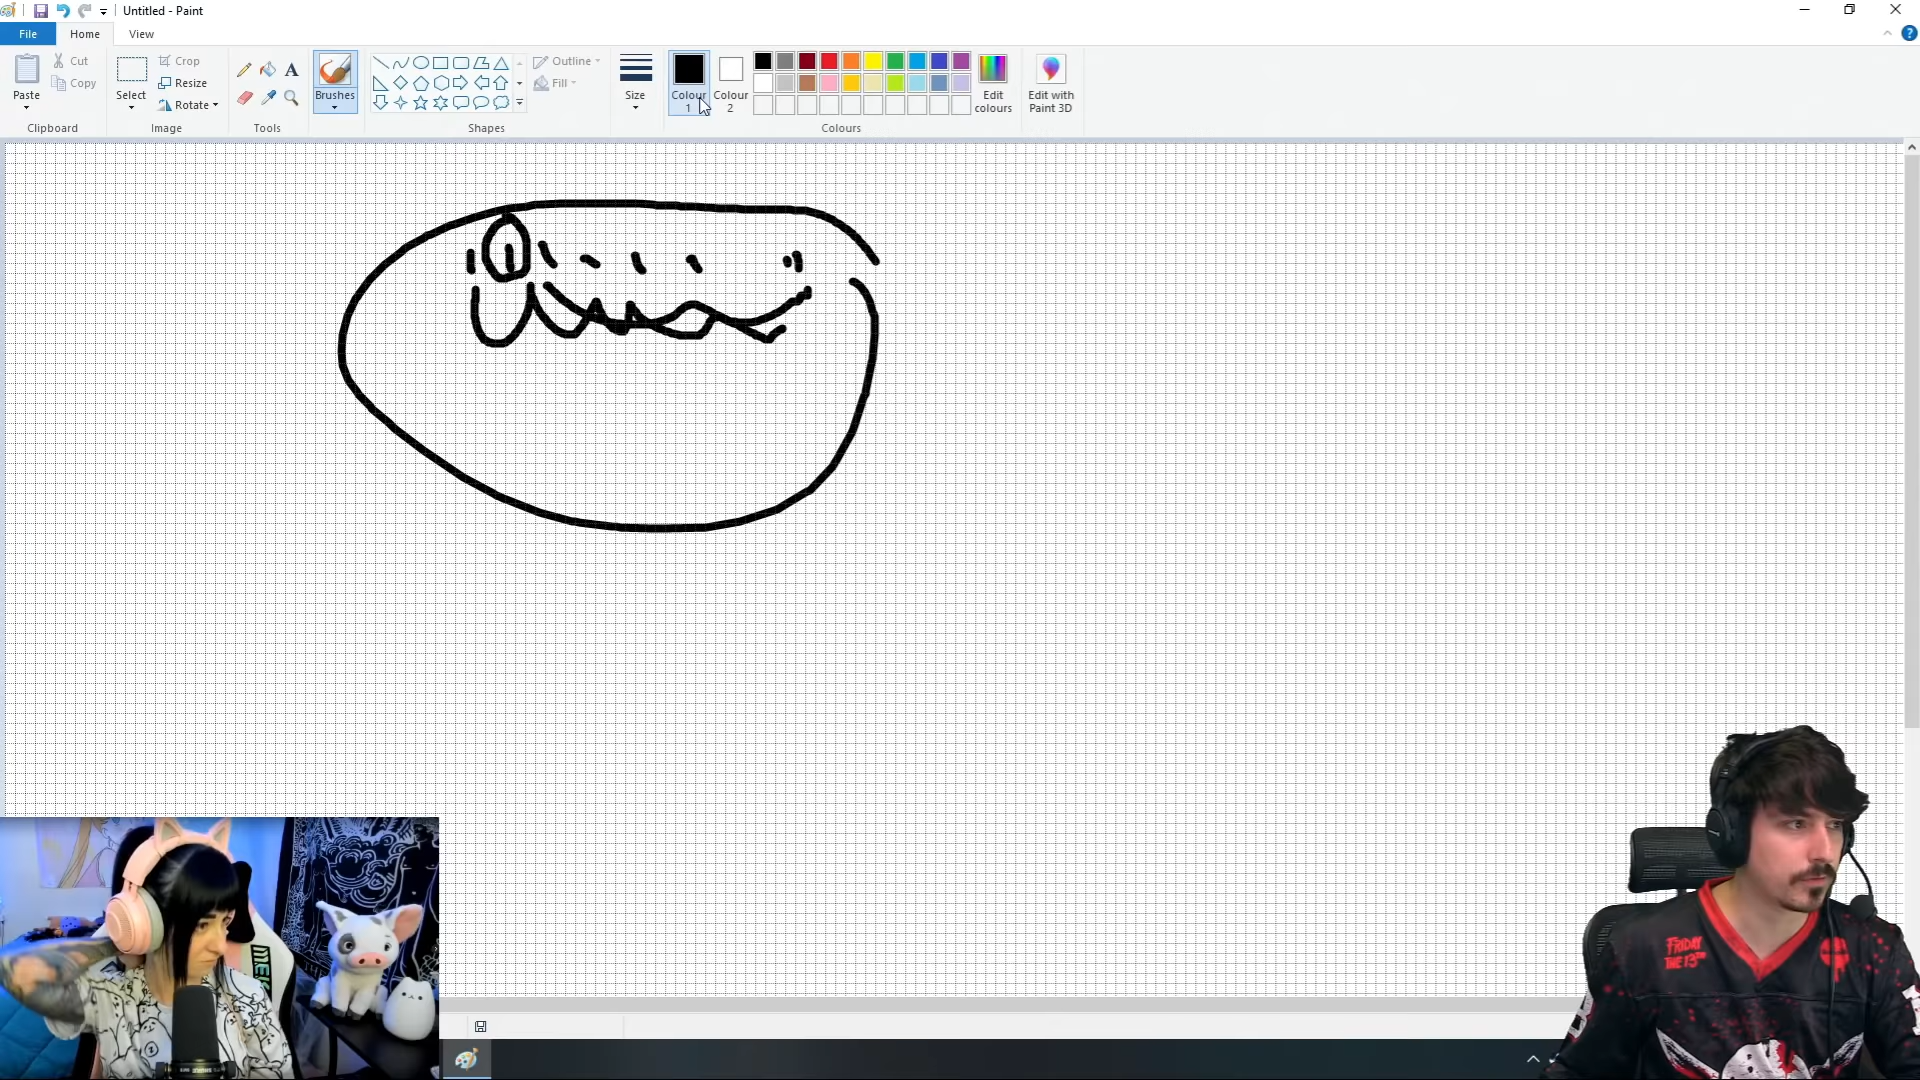 Untitled - Paint
File Home View
Paste
Cut
Copy
Clipboard
Select
Crop
Resize
Rotate
Image
A
Tools
Brushes
Outline
Fill
Shapes
Size
Colour 1
Colour 2
Edit colours
Colours
Edit with Paint 3D
FRIDAY
THE 13TH